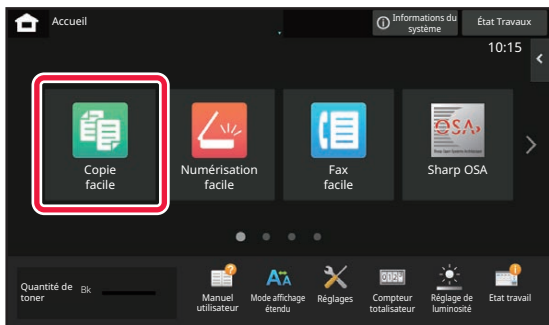 Accueil
Informations du
système
État Travaux
10:15
Copie
facile
Numérisation
facile
Fax
facile
OSA
Sharp OSA
Quantité de
toner
Bk
Manuel
utilisateur
Mode affichage
étendu
Réglages
Compteur
totalisateur
Réglage de
luminosité
Etat travail